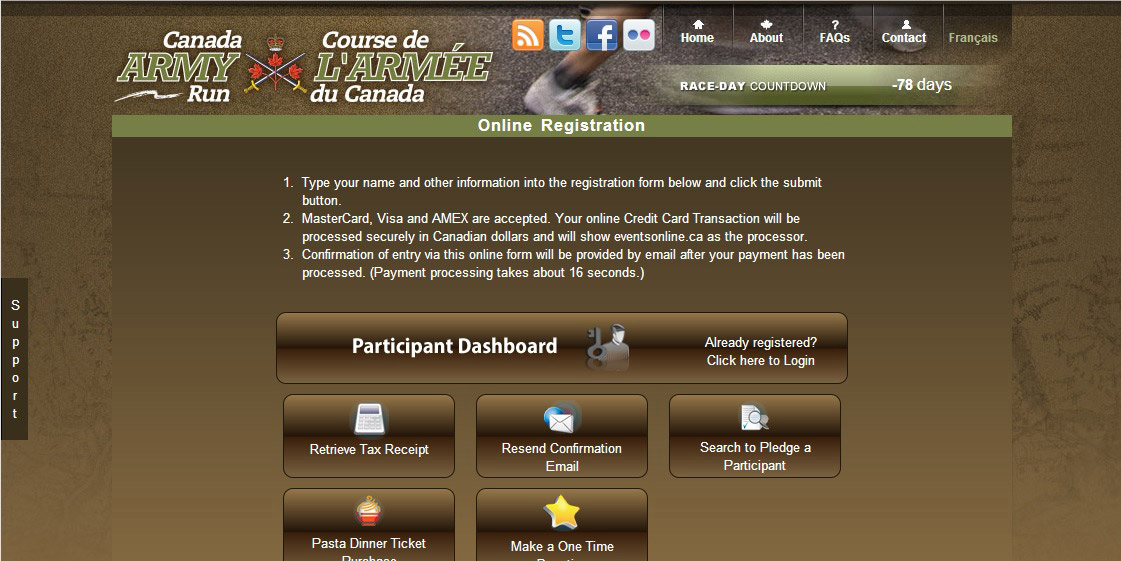 Canada
ARMY
Run
Course de
L'ARMÉE
du Canada
Home
About
FAQs
Contact
Français
RACE-DAY COUNTDOWN -78 days
Online Registration
1. Type your name and other information into the registration form below and click the submit
button.
2. MasterCard, Visa and AMEX are accepted. Your online Credit Card Transaction will be
processed securely in Canadian dollars and will show eventsonline.ca as the processor.
3. Confirmation of entry via this online form will be provided by email after your payment has been
processed. (Payment processing takes about 16 seconds.)
Support
Participant Dashboard
Already registered?
Click here to Login
Retrieve Tax Receipt
Resend Confirmation
Email
Search to Pledge a
Participant
Pasta Dinner Ticket
Purchase
Make a One Time